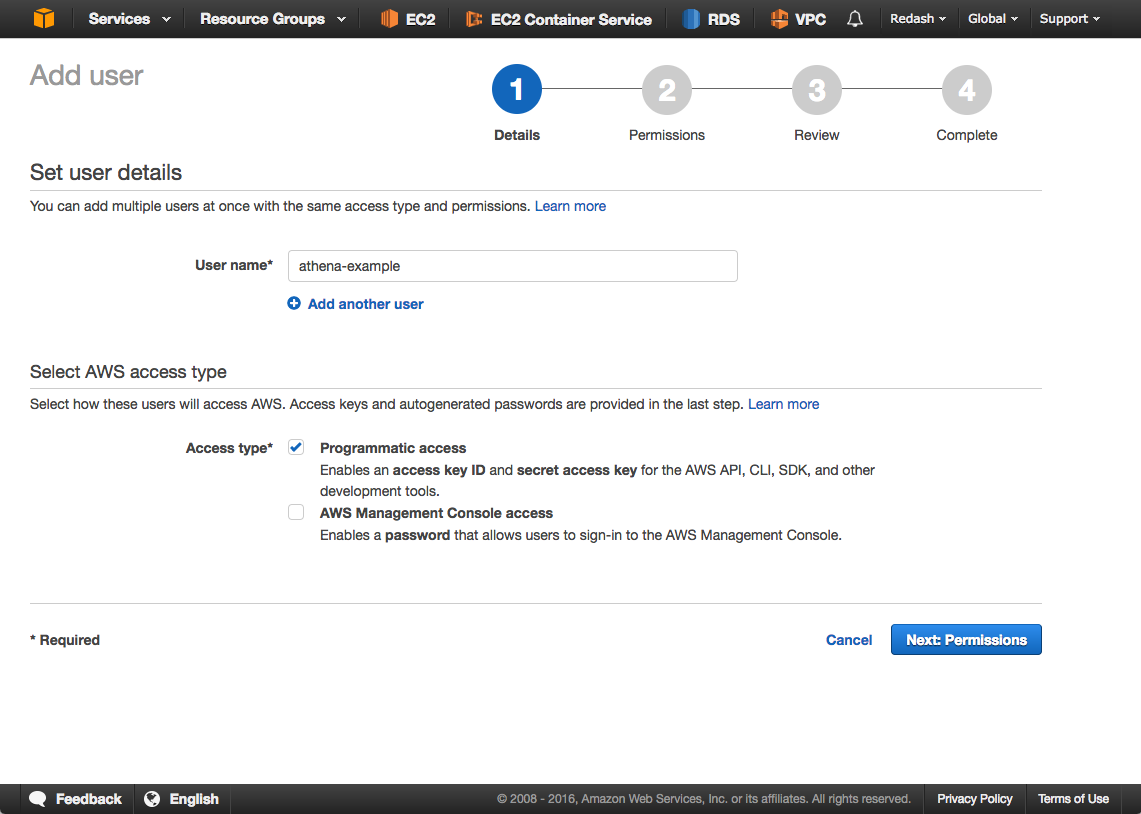 Services Resource Groups EC2 EC2 Container Service RDS VPC Redash Global Support
Add user
1 2 3 4
Details Permissions Review Complete
Set user details
You can add multiple users at once with the same access type and permissions. Learn more
User name* athena-example
Add another user
Select AWS access type
Select how these users will access AWS. Access keys and autogenerated passwords are provided in the last step. Learn more
Access type* Programmatic access
Enables an access key ID and secret access key for the AWS API, CLI, SDK, and other
development tools.
AWS Management Console access
Enables a password that allows users to sign-in to the AWS Management Console.
* Required Cancel Next: Permissions
Feedback English © 2008 - 2016, Amazon Web Services, Inc. or its affiliates. All rights reserved. Privacy Policy Terms of Use